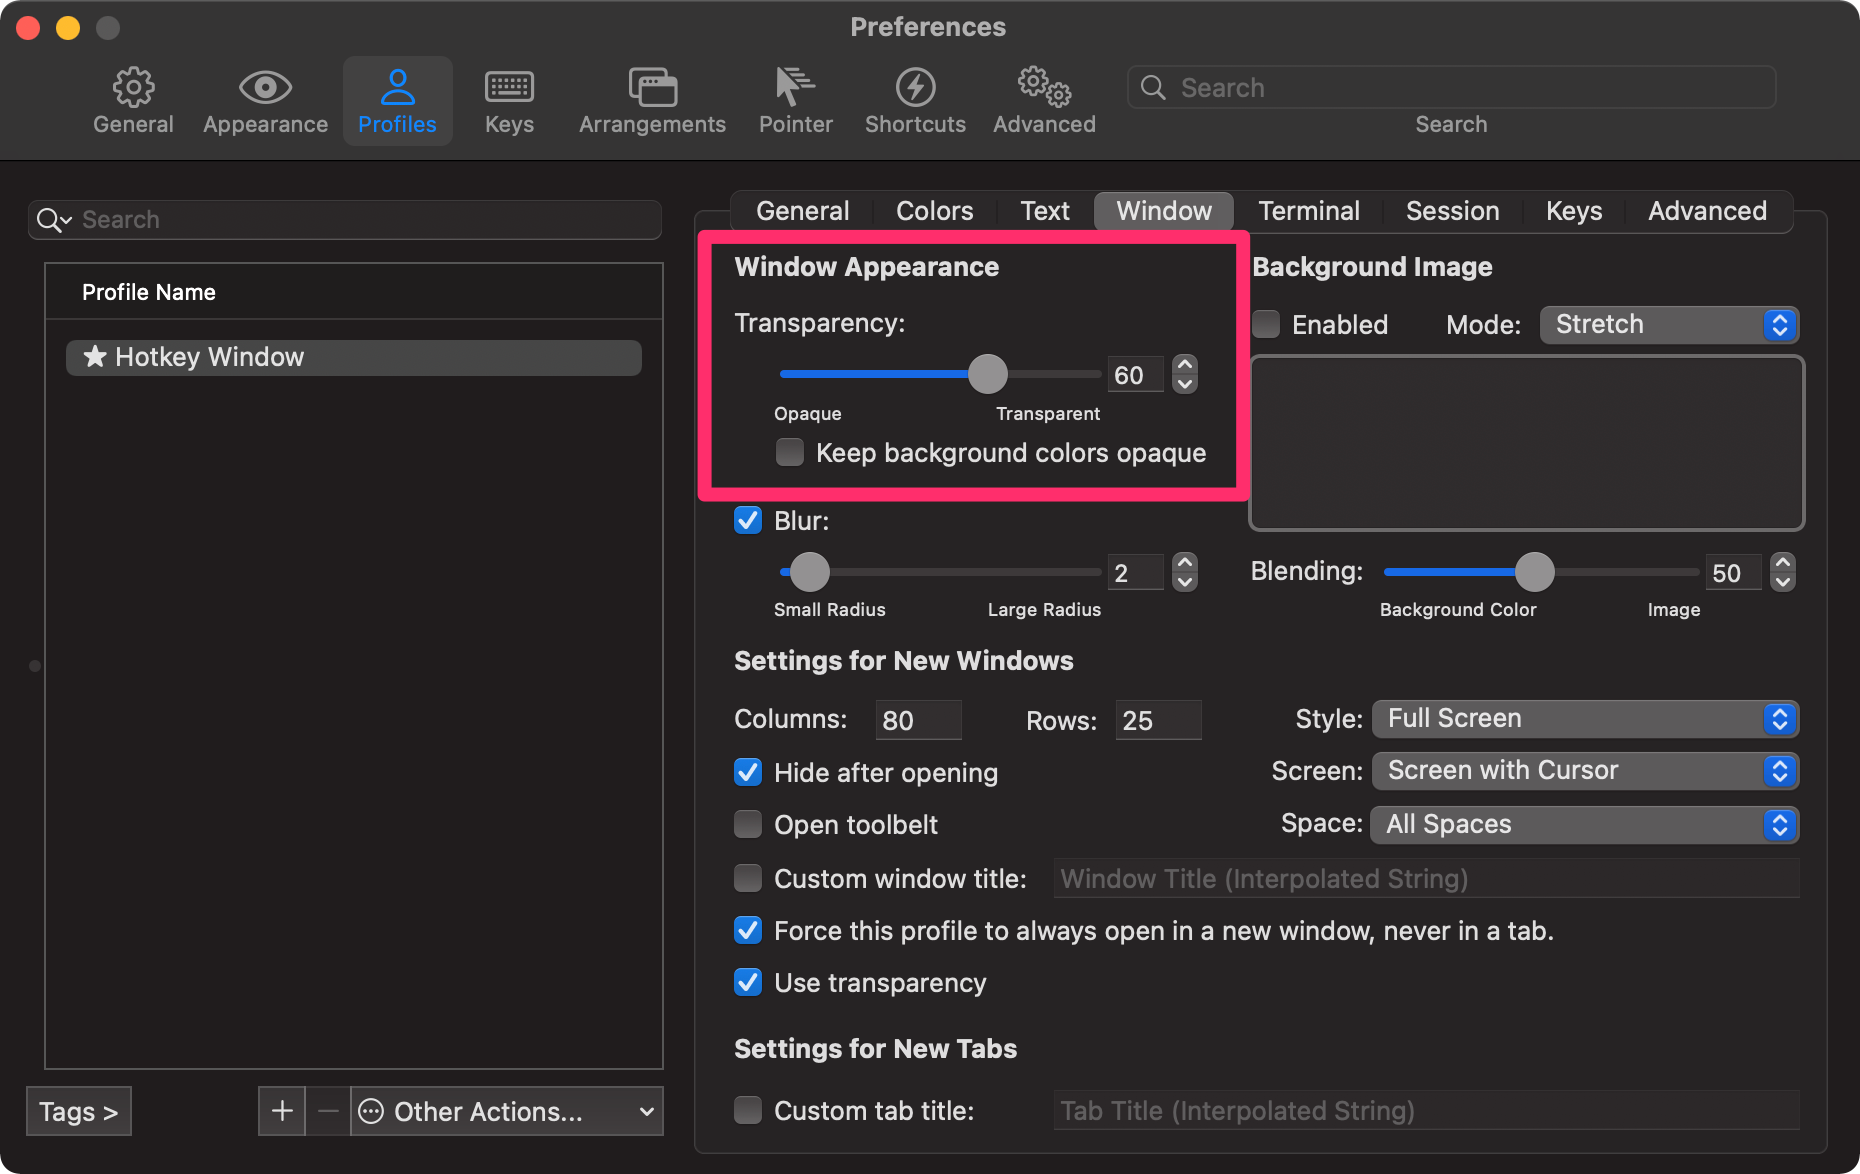 Preferences
General
Appearance
Profiles
Keys
Arrangements
Pointer
Shortcuts
Advanced
Search
Search
Search
Profile Name
★ Hotkey Window
Tags >
+ − Other Actions...
General Colors Text Window Terminal Session Keys Advanced
Window Appearance
Transparency:
60
Opaque Transparent
Keep background colors opaque
Blur:
2
Small Radius Large Radius
Background Image
Enabled Mode: Stretch
Blending: 50
Background Color Image
Settings for New Windows
Columns: 80 Rows: 25 Style: Full Screen
Hide after opening Screen: Screen with Cursor
Open toolbelt Space: All Spaces
Custom window title: Window Title (Interpolated String)
Force this profile to always open in a new window, never in a tab.
Use transparency
Settings for New Tabs
Custom tab title: Tab Title (Interpolated String)